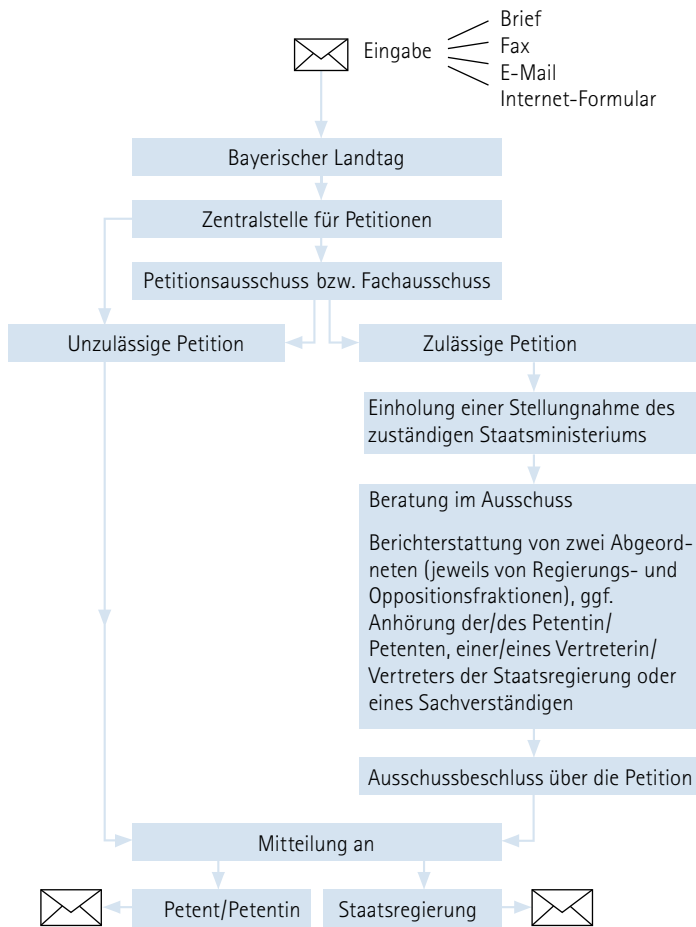 Eingabe
Brief
Fax
E-Mail
Internet-Formular
Bayerischer Landtag
Zentralstelle für Petitionen
Petitionsausschuss bzw. Fachausschuss
Unzulässige Petition
Zulässige Petition
Einholung einer Stellungnahme des
zuständigen Staatsministeriums
Beratung im Ausschuss
Berichterstattung von zwei Abgeord-
neten (jeweils von Regierungs- und
Oppositionsfraktionen), ggf.
Anhörung der/des Petentin/
Petenten, einer/eines Vertreterin/
Vertreters der Staatsregierung oder
eines Sachverständigen
Ausschussbeschluss über die Petition
Mitteilung an
Petent/Petentin
Staatsregierung